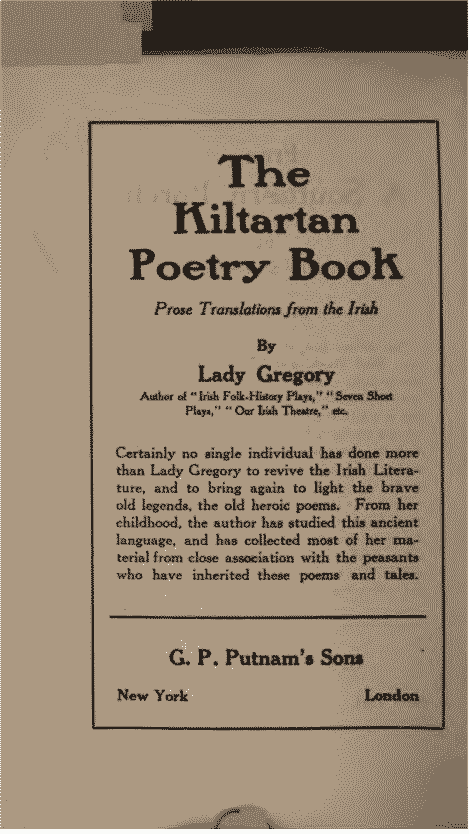 The
Kiltartan
Poetry Book
Prose Translations from the Irish
By
Lady Gregory
Author of "Irish Folk-History Plays," "Seven Short
Plays," "Our Irish Theatre," etc.
Certainly no single individual has done more
than Lady Gregory to revive the Irish Litera-
ture, and to bring again to light the brave
old legends, the old heroic poems. From her
childhood, the author has studied this ancient
language, and has collected most of her ma-
terial from close association with the peasants
who have inherited these poems and tales.
G. P. Putnam's Sons
New York London